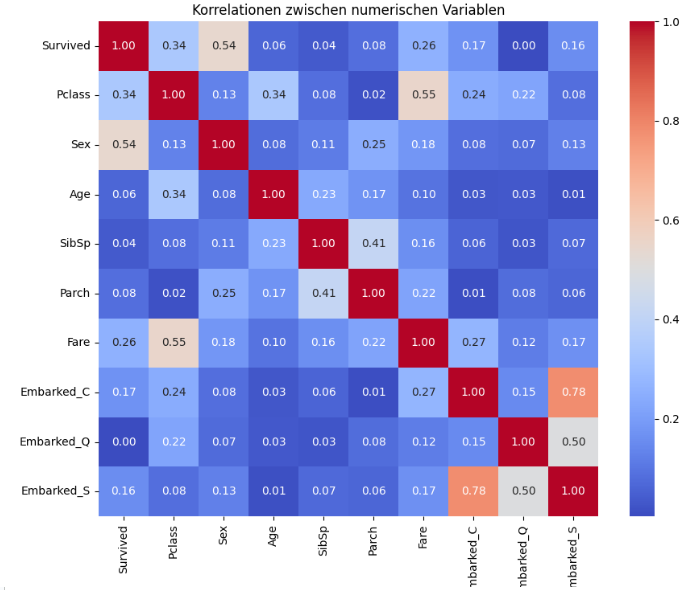 Korrelationen zwischen numerischen Variablen
Survived 1.00 0.34 0.54 0.06 0.04 0.08 0.26 0.17 0.00 0.16
Pclass 0.34 1.00 0.13 0.34 0.08 0.02 0.55 0.24 0.22 0.08
Sex 0.54 0.13 1.00 0.08 0.11 0.25 0.18 0.08 0.07 0.13
Age 0.06 0.34 0.08 1.00 0.23 0.17 0.10 0.03 0.03 0.01
SibSp 0.04 0.08 0.11 0.23 1.00 0.41 0.16 0.06 0.03 0.07
Parch 0.08 0.02 0.25 0.17 0.41 1.00 0.22 0.01 0.08 0.06
Fare 0.26 0.55 0.18 0.10 0.16 0.22 1.00 0.27 0.12 0.17
Embarked_C 0.17 0.24 0.08 0.03 0.06 0.01 0.27 1.00 0.15 0.78
Embarked_Q 0.00 0.22 0.07 0.03 0.03 0.08 0.12 0.15 1.00 0.50
Embarked_S 0.16 0.08 0.13 0.01 0.07 0.06 0.17 0.78 0.50 1.00
Survived Pclass Sex Age SibSp Parch Fare mbarked_C mbarked_Q mbarked_S
1.0
0.8
0.6
0.4
0.2